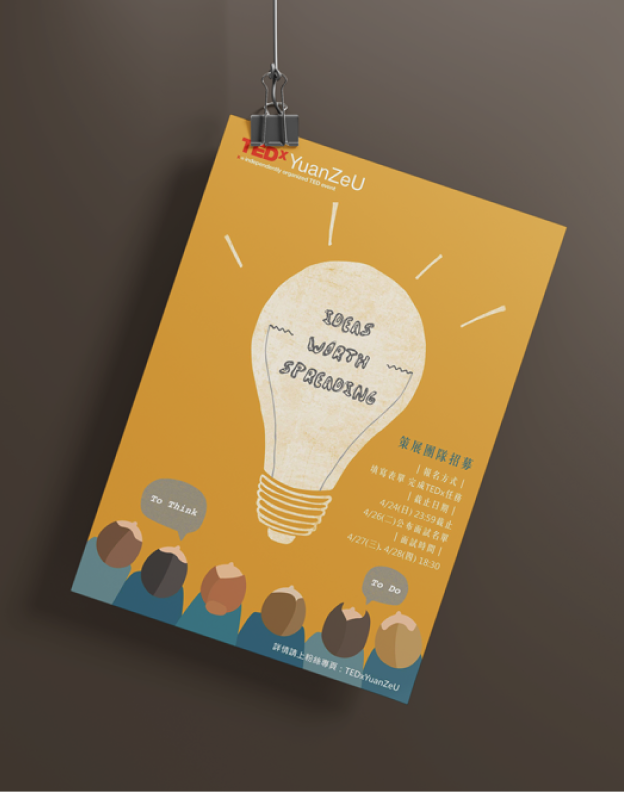 TEDx YuanZeU
x = independently organized TED event
IDEAS
WORTH
SPREADING
策展團隊招募
｜報名方式｜
填寫表單 完成TEDx任務
｜截止日期｜
4/24(日) 23:59截止
4/26(二)公布面試名單
｜面試時間｜
4/27(三)、4/28(四) 18:30
To Think
To Do
詳情請上粉絲專頁：TEDxYuanZeU